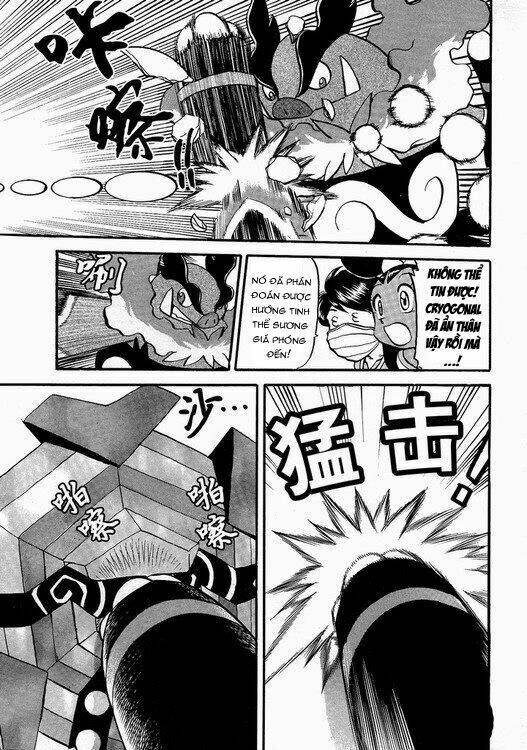 咔
嚓
!!
KHÔNG THỂ
TIN ĐƯỢC!
CRYOGONAL
ĐÃ ẨN THÂN
VẬY RỒI MÀ
...!
NÓ ĐÃ PHÁN
ĐOÁN ĐƯỢC
HƯỚNG TINH
THỂ SƯƠNG
GIÁ PHÓNG
ĐẾN!
唰
猛击!
沙...
啪嚓
啪嚓